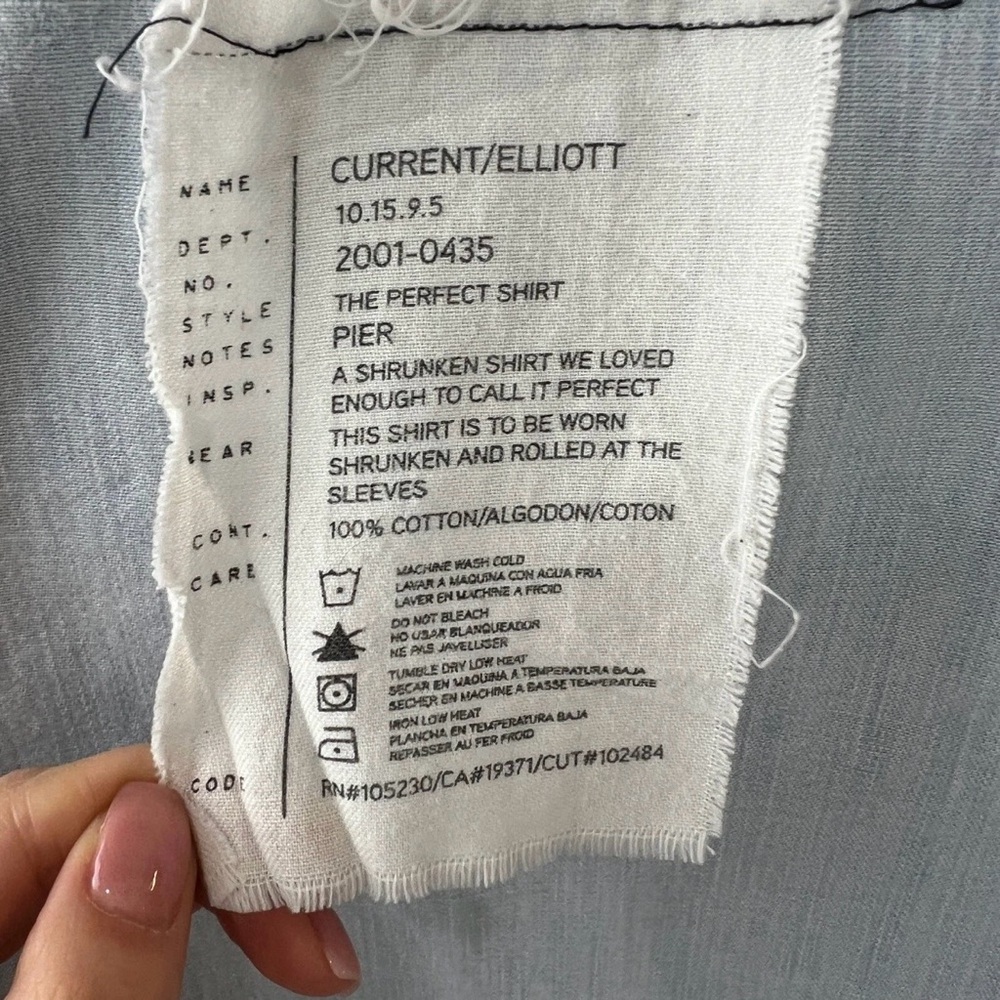 NAME CURRENT/ELLIOTT
10.15.9.5
DEPT. 2001-0435
NO.
STYLE THE PERFECT SHIRT
NOTES PIER
INSP. A SHRUNKEN SHIRT WE LOVED
ENOUGH TO CALL IT PERFECT
THIS SHIRT IS TO BE WORN
EAR SHRUNKEN AND ROLLED AT THE
SLEEVES
CONT. 100% COTTON/ALGODON/COTON
CARE MACHINE WASH COLD
LAVAR A MAQUINA CON AGUA FRIA
LAVER EN MACHINE A FROID
DO NOT BLEACH
NO USAR BLANQUEADOR
NE PAS JAVELLISER
TUMBLE DRY LOW HEAT
SECAR EN MAQUINA A TEMPERATURA BAJA
SECHER EN MACHINE A BASSE TEMPERATURE
IRON LOW HEAT
PLANCHA EN TEMPERATURA BAJA
REPASSER AU FER FROID
CODE RN#105230/CA#19371/CUT#102484